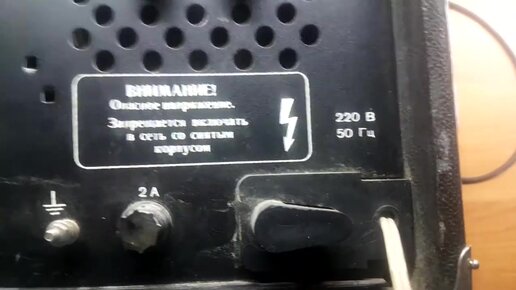 ВНИМАНИЕ!
Опасное напряжение.
Запрещается включать
в сеть со снятым
корпусом
220 В
50 Гц
2 А